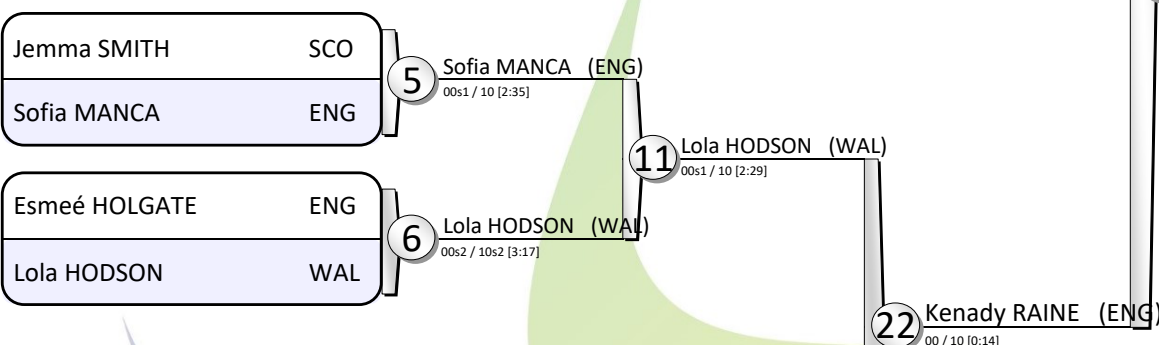 Jemma SMITH SCO
Sofia MANCA ENG
5
Sofia MANCA (ENG)
00s1 / 10 [2:35]
11
Lola HODSON (WAL)
00s1 / 10 [2:29]
Esmeé HOLGATE ENG
Lola HODSON WAL
6
Lola HODSON (WAL)
00s2 / 10s2 [3:17]
22
Kenady RAINE (ENG)
00 / 10 [0:14]